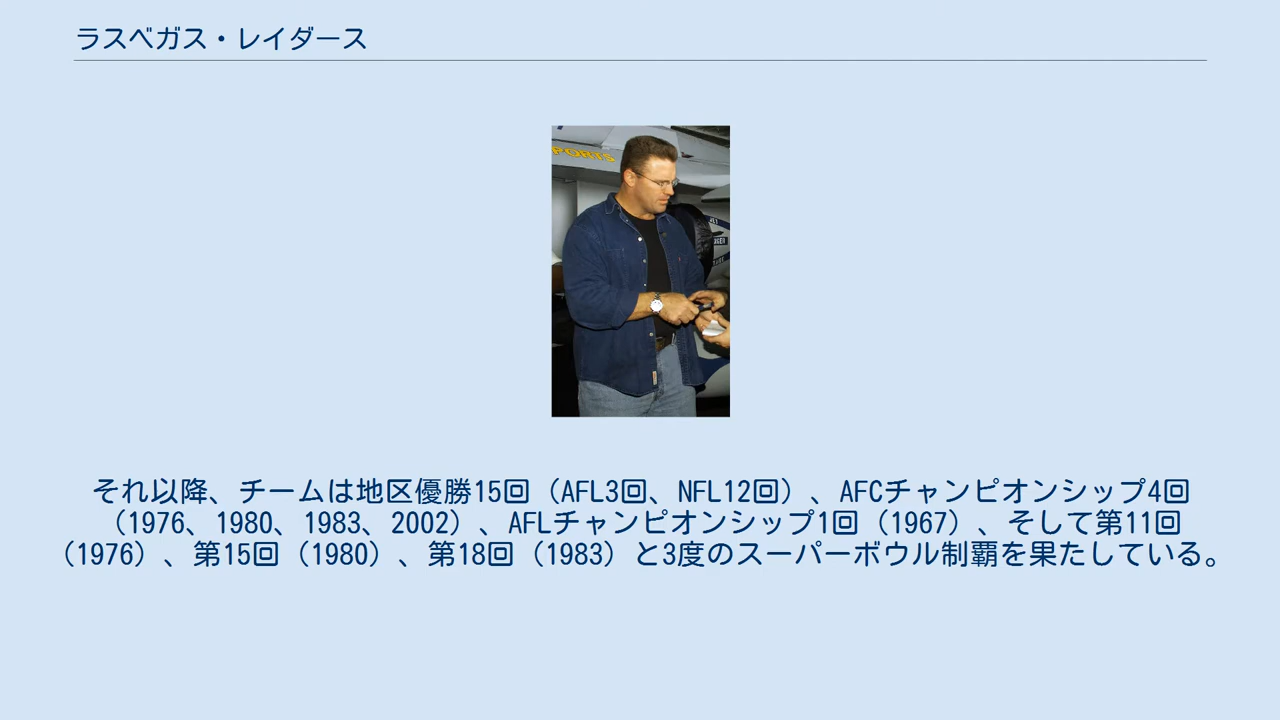 ラスベガス・レイダース
PORTS
それ以降、チームは地区優勝15回（AFL3回、NFL12回）、AFCチャンピオンシップ4回
（1976、1980、1983、2002）、AFLチャンピオンシップ1回（1967）、そして第11回
（1976）、第15回（1980）、第18回（1983）と3度のスーパーボウル制覇を果たしている。